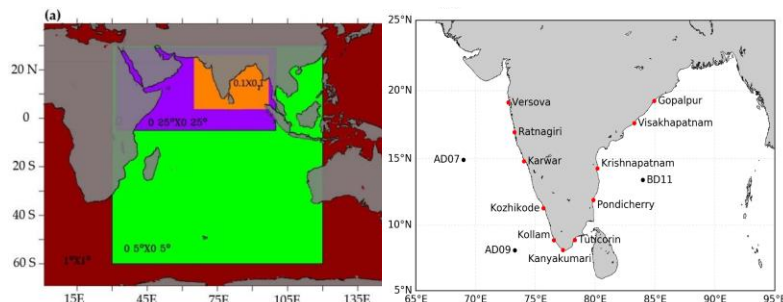 (a)
20 N
0
20 S
40 S
60 S
15E
45E
75E
105E
135E
0.1X0.1
0 25°X0 25°
0 5°X0 5°
1°X1°
25°N
20°N
15°N
10°N
5°N
65°E
70°E
75°E
80°E
85°E
90°E
95°E
Versova
Gopalpur
Ratnagiri
Visakhapatnam
AD07
Karwar
Krishnapatnam
BD11
Kozhikode
Pondicherry
Kollam
Tuticorin
AD09
Kanyakumari